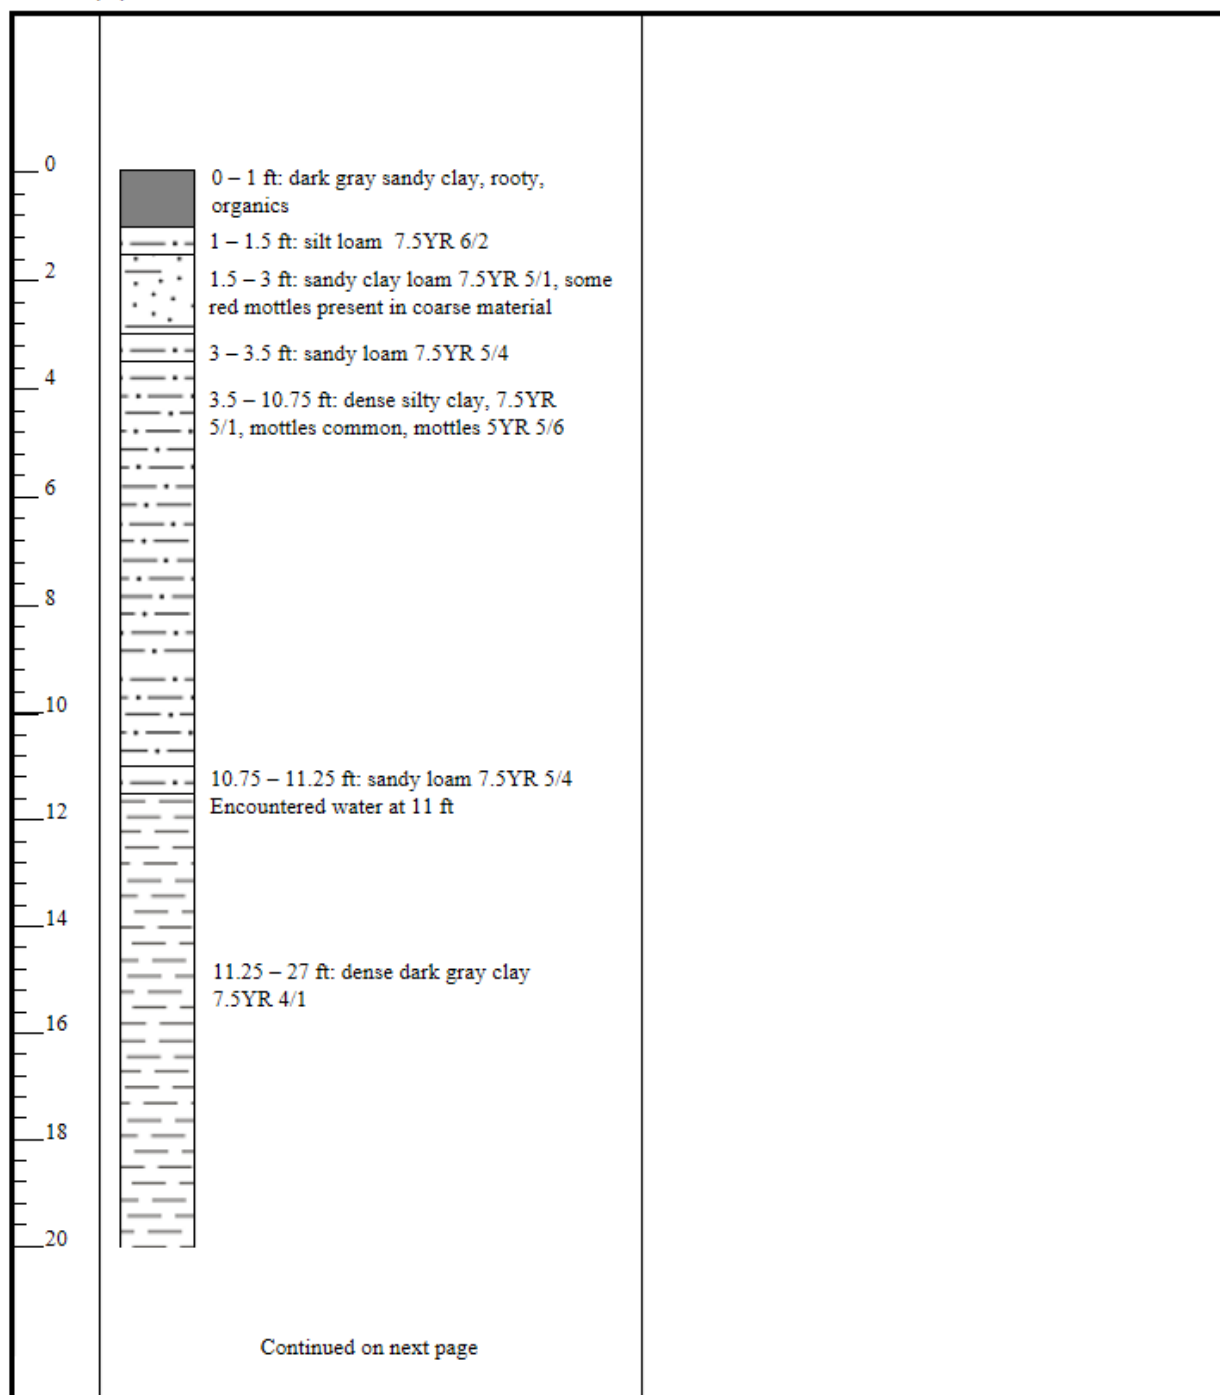 0
0 – 1 ft: dark gray sandy clay, rooty,
organics
1 – 1.5 ft: silt loam  7.5YR 6/2
2
1.5 – 3 ft: sandy clay loam 7.5YR 5/1, some
red mottles present in coarse material
3 – 3.5 ft: sandy loam 7.5YR 5/4
4
3.5 – 10.75 ft: dense silty clay, 7.5YR
5/1, mottles common, mottles 5YR 5/6
6
8
10
10.75 – 11.25 ft: sandy loam 7.5YR 5/4
Encountered water at 11 ft
12
14
11.25 – 27 ft: dense dark gray clay
7.5YR 4/1
16
18
20
Continued on next page